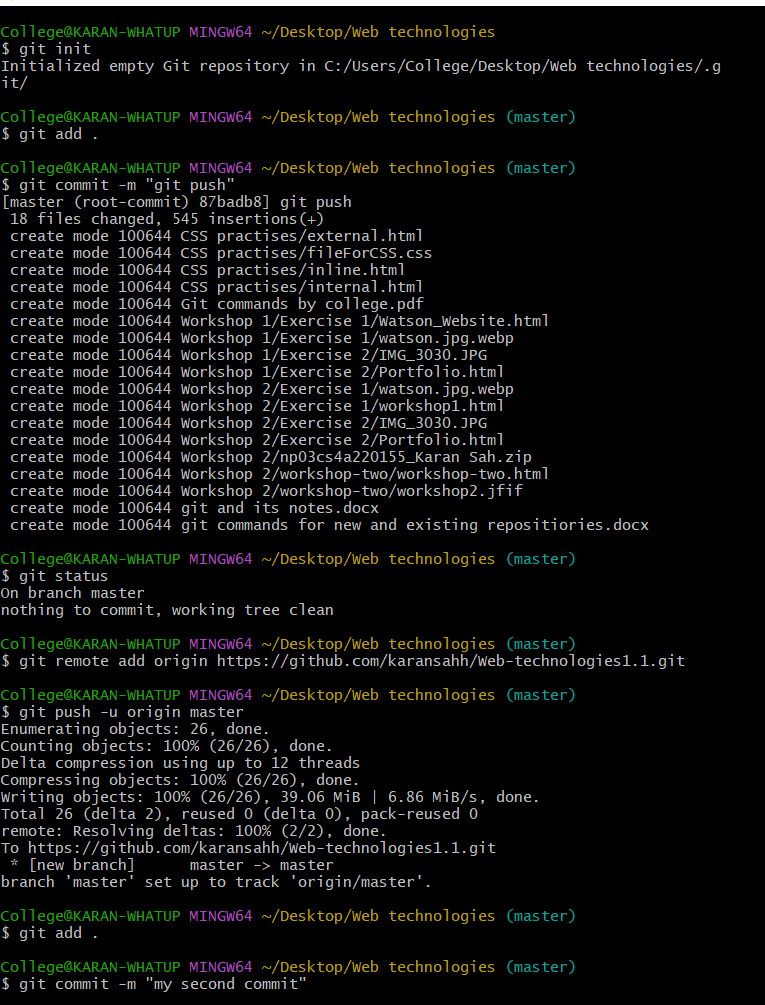 College@KARAN-WHATUP MINGW64 ~/Desktop/Web technologies
$ git init
Initialized empty Git repository in C:/Users/College/Desktop/Web technologies/.g
it/
College@KARAN-WHATUP MINGW64 ~/Desktop/Web technologies (master)
$ git add .
College@KARAN-WHATUP MINGW64 ~/Desktop/Web technologies (master)
$ git commit -m "git push"
[master (root-commit) 87badb8] git push
 18 files changed, 545 insertions(+)
 create mode 100644 CSS practises/external.html
 create mode 100644 CSS practises/fileForCSS.css
 create mode 100644 CSS practises/inline.html
 create mode 100644 CSS practises/internal.html
 create mode 100644 Git commands by college.pdf
 create mode 100644 Workshop 1/Exercise 1/Watson_Website.html
 create mode 100644 Workshop 1/Exercise 1/watson.jpg.webp
 create mode 100644 Workshop 1/Exercise 2/IMG_3030.JPG
 create mode 100644 Workshop 1/Exercise 2/Portfolio.html
 create mode 100644 Workshop 2/Exercise 1/watson.jpg.webp
 create mode 100644 Workshop 2/Exercise 1/workshop1.html
 create mode 100644 Workshop 2/Exercise 2/IMG_3030.JPG
 create mode 100644 Workshop 2/Exercise 2/Portfolio.html
 create mode 100644 Workshop 2/np03cs4a220155_Karan Sah.zip
 create mode 100644 Workshop 2/workshop-two/workshop-two.html
 create mode 100644 Workshop 2/workshop-two/workshop2.jfif
 create mode 100644 git and its notes.docx
 create mode 100644 git commands for new and existing repositiories.docx
College@KARAN-WHATUP MINGW64 ~/Desktop/Web technologies (master)
$ git status
On branch master
nothing to commit, working tree clean
College@KARAN-WHATUP MINGW64 ~/Desktop/Web technologies (master)
$ git remote add origin https://github.com/karansahh/Web-technologies1.1.git
College@KARAN-WHATUP MINGW64 ~/Desktop/Web technologies (master)
$ git push -u origin master
Enumerating objects: 26, done.
Counting objects: 100% (26/26), done.
Delta compression using up to 12 threads
Compressing objects: 100% (26/26), done.
Writing objects: 100% (26/26), 39.06 MiB | 6.86 MiB/s, done.
Total 26 (delta 2), reused 0 (delta 0), pack-reused 0
remote: Resolving deltas: 100% (2/2), done.
To https://github.com/karansahh/Web-technologies1.1.git
 * [new branch]      master -> master
branch 'master' set up to track 'origin/master'.
College@KARAN-WHATUP MINGW64 ~/Desktop/Web technologies (master)
$ git add .
College@KARAN-WHATUP MINGW64 ~/Desktop/Web technologies (master)
$ git commit -m "my second commit"